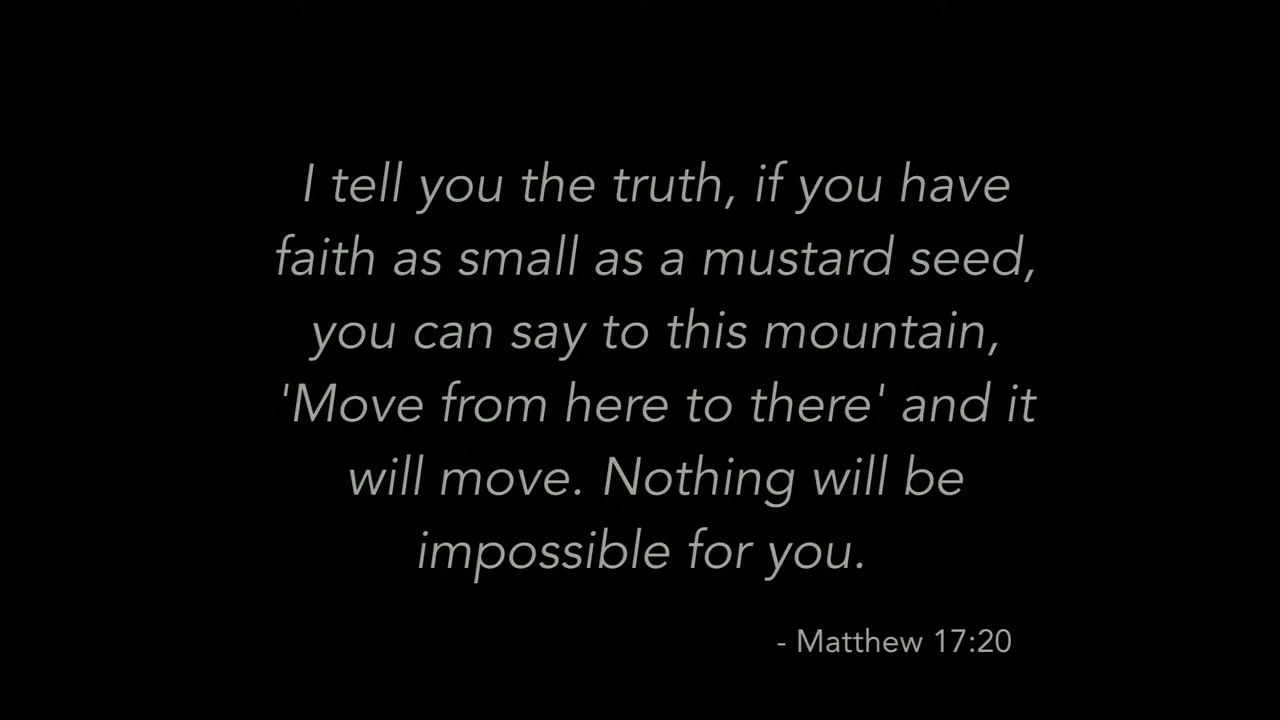 I tell you the truth, if you have
faith as small as a mustard seed,
you can say to this mountain,
'Move from here to there' and it
will move. Nothing will be
impossible for you.
- Matthew 17:20